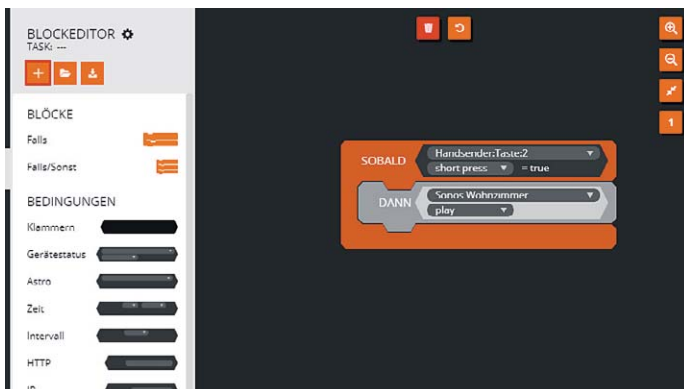 BLOCKEDITOR
TASK: ---
BLÖCKE
Falls
Falls/Sonst
BEDINGUNGEN
Klammern
Gerätestatus
Astro
Zeit
Intervall
HTTP
SOBALD
Handsender:Taste:2
short press = true
DANN
Sonos Wohnzimmer
play
1